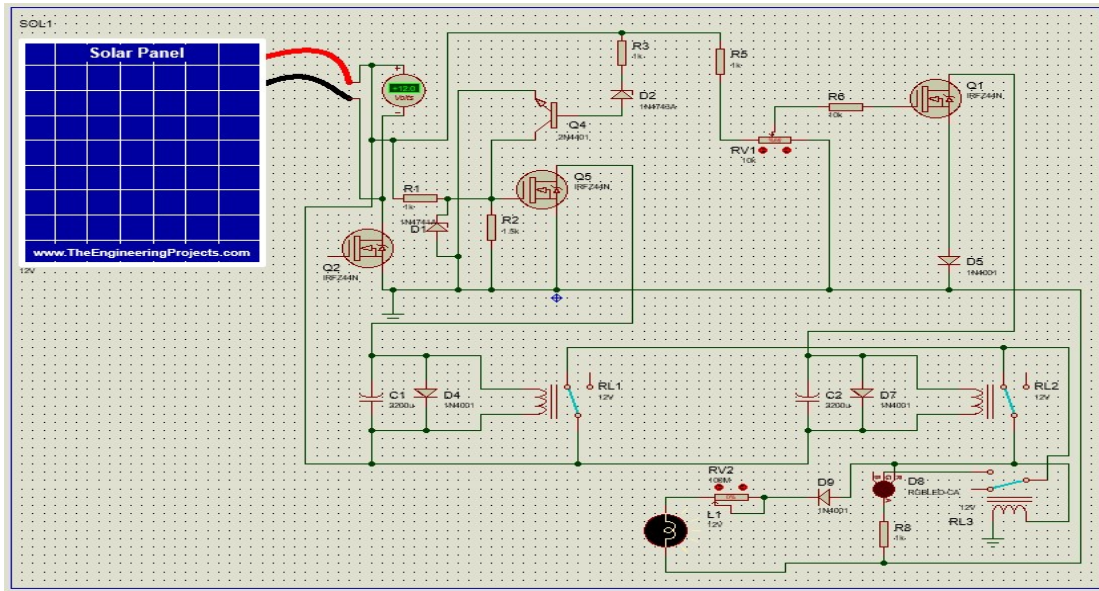 SOL1
Solar Panel
www.TheEngineeringProjects.com
12V
+12.0
Volts
R3
1k
R5
1k
D2
1N4746A
Q4
2N4401
R6
10k
Q1
IRFZ44N
RV1
10k
Q5
IRFZ44N
R1
1k
D1
R2
1.5k
Q2
IRFZ44N
D5
1N4001
C1
2200u
D4
1N4001
RL1
12V
C2
2200u
D7
1N4001
RL2
12V
RV2
D9
1N4001
D8
RGBLED-CA
L1
12V
R8
1k
12V
RL3